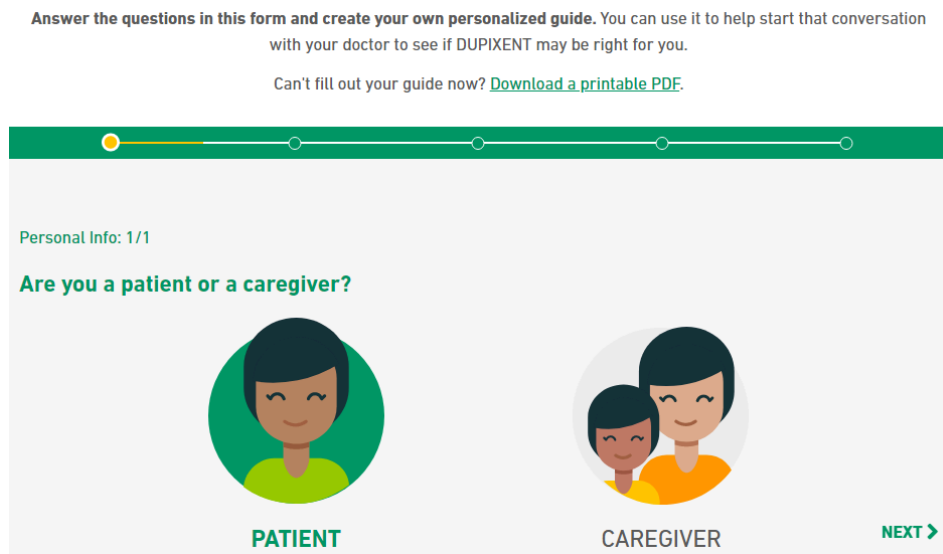 Answer the questions in this form and create your own personalized guide. You can use it to help start that conversation
with your doctor to see if DUPIXENT may be right for you.
Can't fill out your guide now? Download a printable PDF.
Personal Info: 1/1
Are you a patient or a caregiver?
PATIENT
CAREGIVER
NEXT